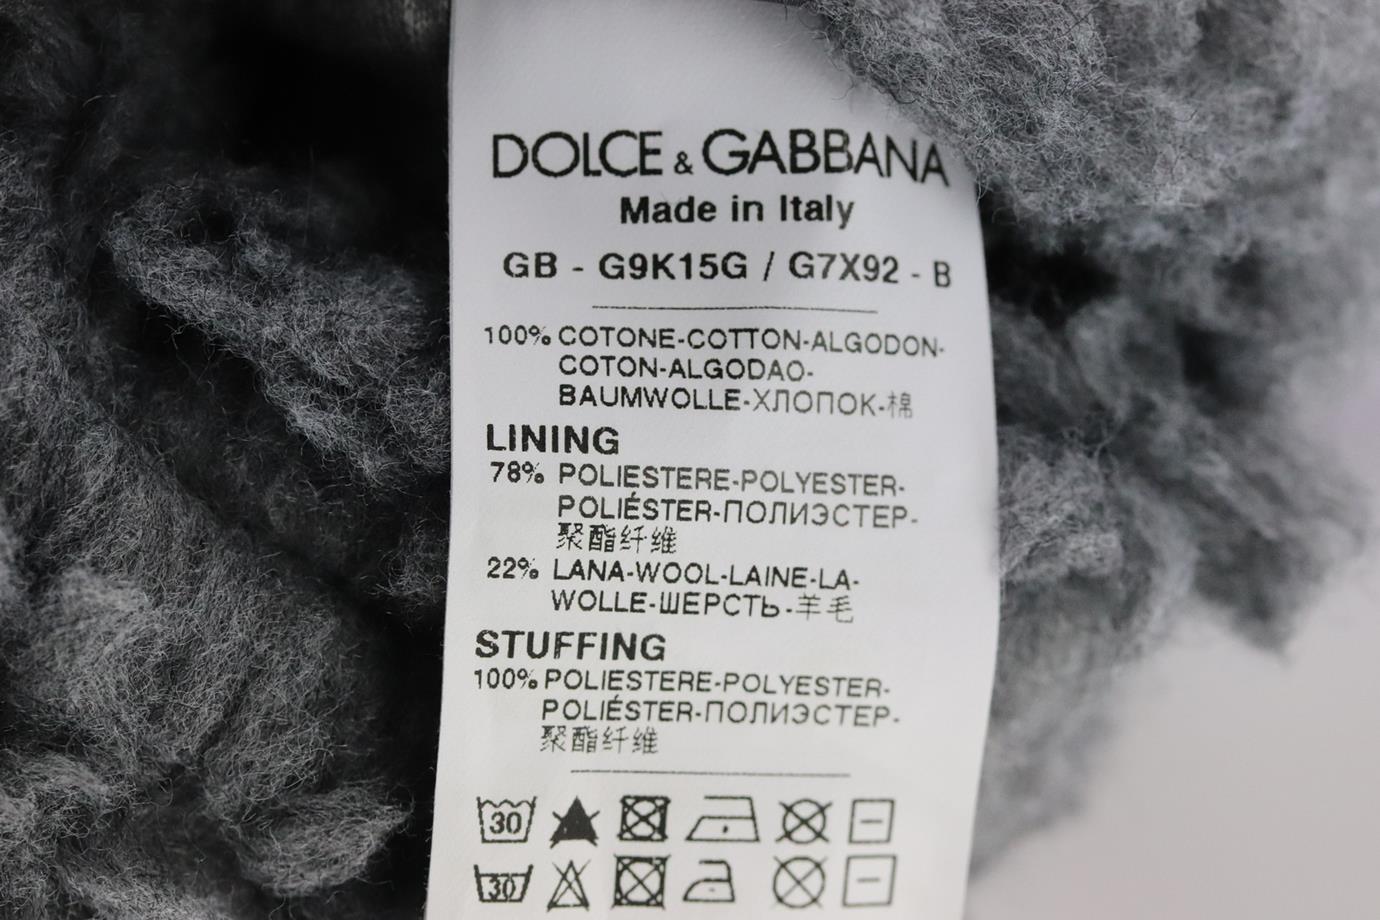 DOLCE & GABBANA
Made in Italy
GB - G9K15G / G7X92 - B
100% COTONE-COTTON-ALGODON-
COTON-ALGODAO-
BAUMWOLLE-ХЛОПОК-棉
LINING
78% POLIESTERE-POLYESTER-
POLIÉSTER-ПОЛИЭСТЕР-
聚酯纤维
22% LANA-WOOL-LAINE-LA-
WOLLE-ШЕРСТЬ-羊毛
STUFFING
100% POLIESTERE-POLYESTER-
POLIÉSTER-ПОЛИЭСТЕР-
聚酯纤维
30
30